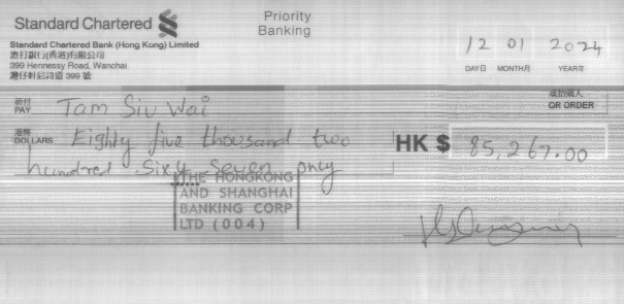 Standard Chartered
Priority
Banking
Standard Chartered Bank (Hong Kong) Limited
渣打銀行(香港)有限公司
399 Hennessy Road, Wanchai
灣仔軒尼詩道 399 號
12 01 2024
DAY日 MONTH月 YEAR年
祈付
PAY Tam Siu Wai
或持票人
OR ORDER
港幣
DOLLARS Eighty five thousand two
hundred sixty seven only
HK $ 85,267.00
THE HONGKONG
AND SHANGHAI
BANKING CORP
LTD (004)